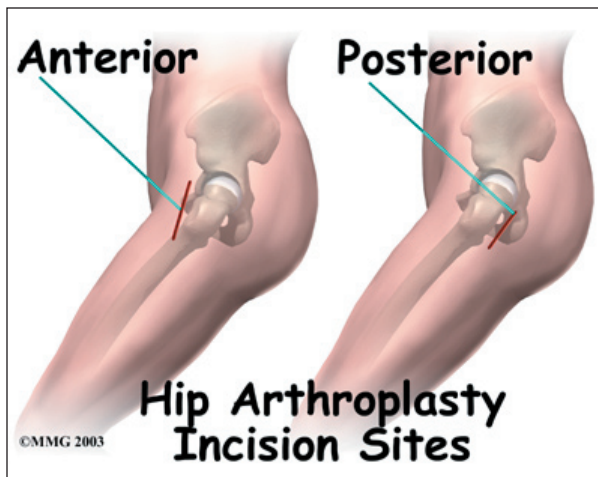 Anterior
Posterior
Hip Arthroplasty
Incision Sites
©MMG 2003